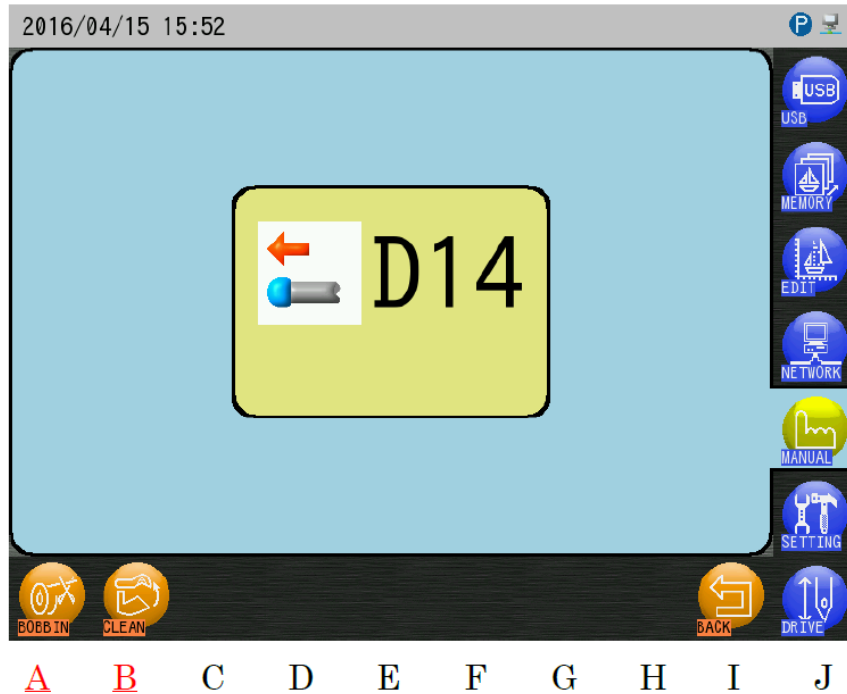 2016/04/15 15:52
P
USB
USB
MEMORY
EDIT
D14
NETWORK
MANUAL
SETTING
BOBBIN CLEAN BACK DRIVE
A B C D E F G H I J